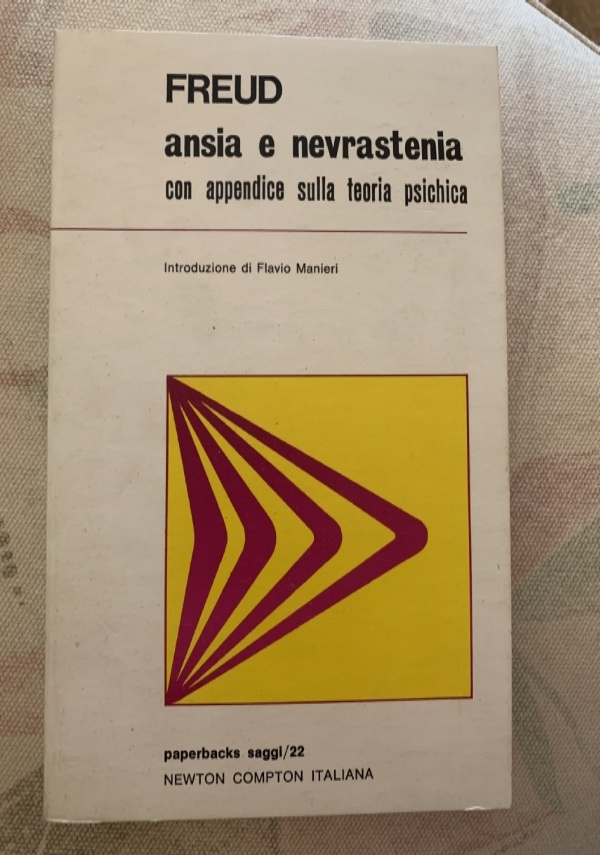 FREUD
ansia e nevrastenia
con appendice sulla teoria psichica
Introduzione di Flavio Manieri
paperbacks saggi/22
NEWTON COMPTON ITALIANA